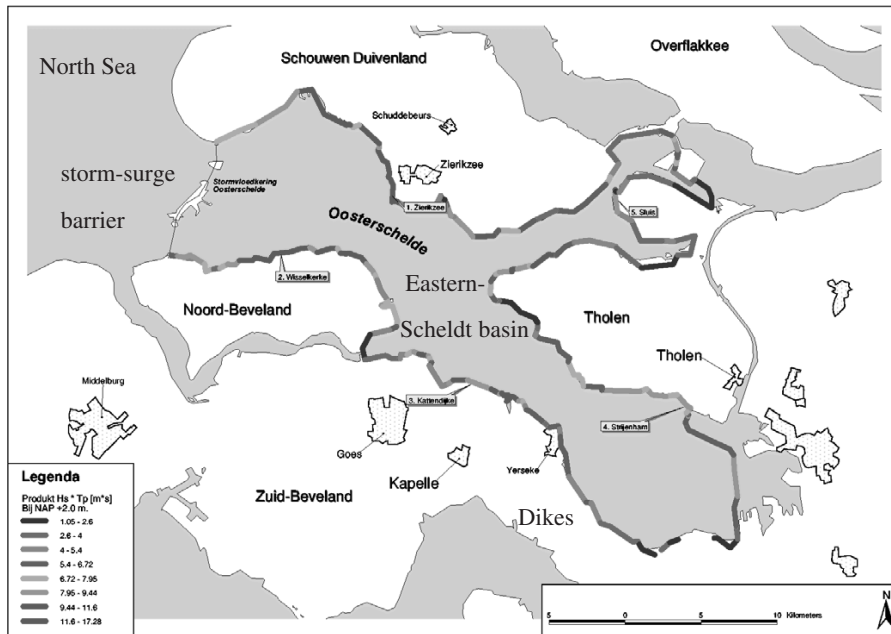 North Sea
Schouwen Duivenland
Overflakkee
Schuddebeurs
Zierikzee
storm-surge
barrier
Stormvloedkering
Oosterschelde
1. Zierikzee
5. Sluis
Oosterschelde
2. Wisselkerke
Eastern-
Scheldt basin
Noord-Beveland
Tholen
Tholen
Middelburg
3. Kattendijke
4. Strijenham
Goes
Kapelle
Yerseke
Zuid-Beveland
Dikes
Legenda
Produkt Hs * Tp [m*s]
Bij NAP +2.0 m.
1.05 - 2.6
2.6 - 4
4 - 5.4
5.4 - 6.72
6.72 - 7.95
7.95 - 9.44
9.44 - 11.6
11.6 - 17.28
5 0 5 10 Kilometers
N